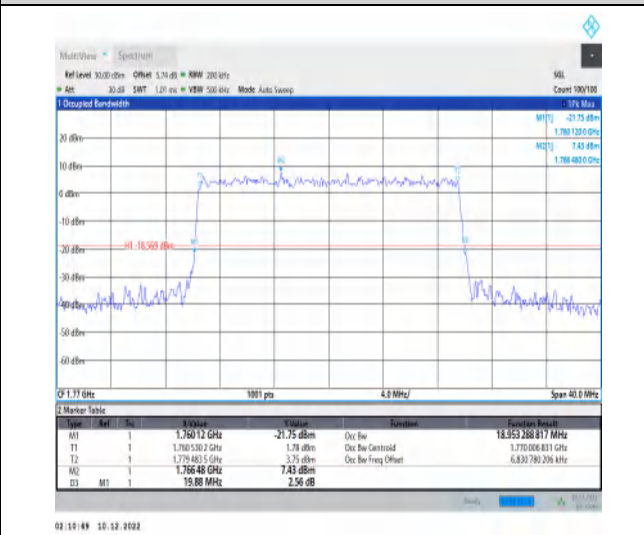 MultiView Spectrum
Ref Level 30.00 dBm Offset 5.74 dB RBW 200 kHz SGL
Att 30 dB SWT 1.01 ms VBW 500 kHz Mode Auto Sweep Count 100/100
1 Occupied Bandwidth 1Pk Max
M1[1] -21.75 dBm
1.760 120 0 GHz
20 dBm
M2[1] 7.43 dBm
1.766 480 0 GHz
10 dBm
M2
T1
0 dBm
-10 dBm
-20 dBm
H1 -18.569 dBm
M1
-30 dBm
-40 dBm
-50 dBm
-60 dBm
CF 1.77 GHz 1001 pts 4.0 MHz/ Span 40.0 MHz
2 Marker Table
Type Ref Trc X-Value Y-Value Function Function Result
M1 1 1.76012 GHz -21.75 dBm Occ Bw 18.953 288 817 MHz
T1 1 1.760 530 2 GHz 1.78 dBm Occ Bw Centroid 1.770 006 831 GHz
T2 1 1.779 483 5 GHz 3.75 dBm Occ Bw Freq Offset 6.830 780 206 kHz
M2 1 1.766 48 GHz 7.43 dBm
D3 M1 1 19.88 MHz 2.56 dB
Ready
02:10:49 10.12.2022